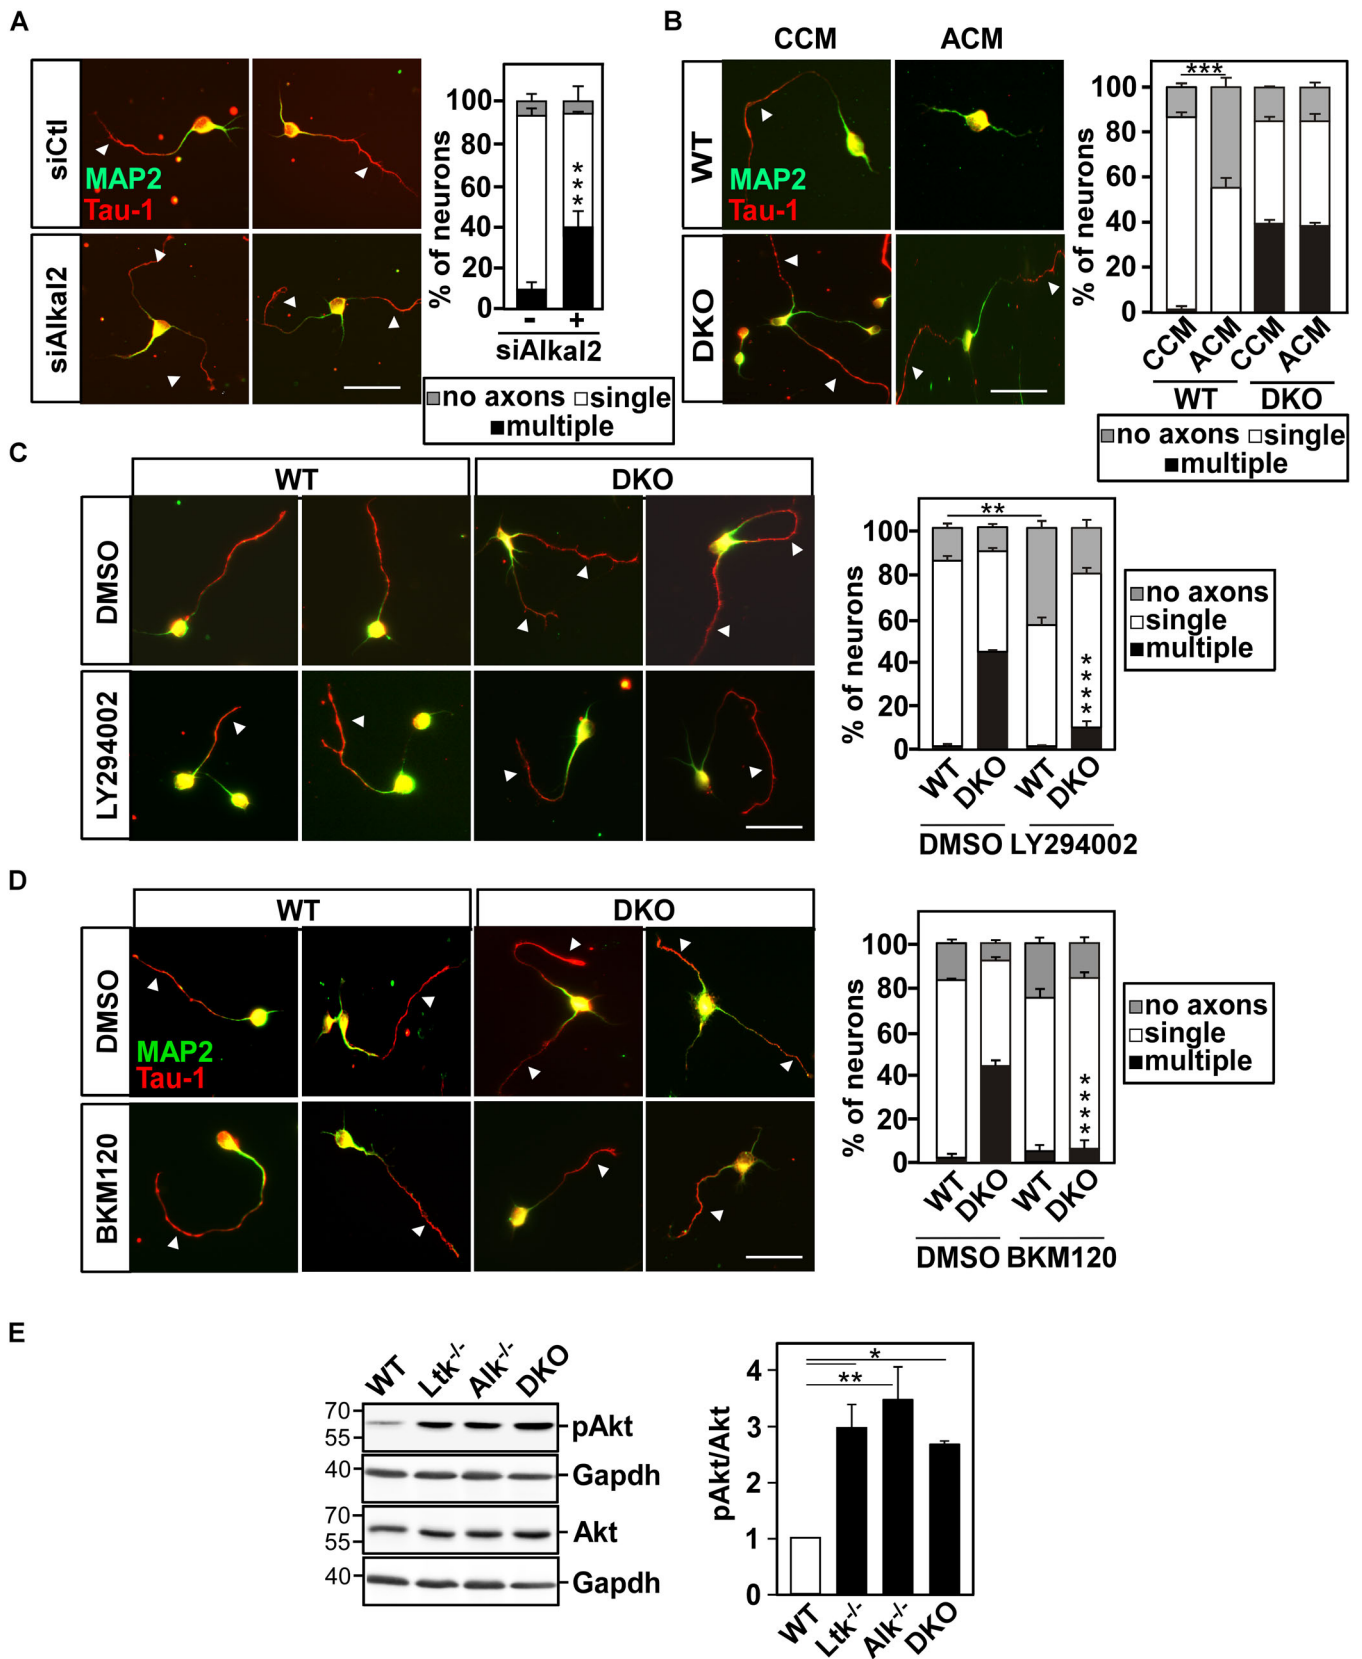 A
siCtl
MAP2
Tau-1
siAlkal2
% of neurons
100
80
60
40
20
0
***
- +
siAlkal2
no axons single
multiple
B
CCM ACM
WT
MAP2
Tau-1
DKO
% of neurons
100
80
60
40
20
0
***
CCM ACM CCM ACM
WT DKO
no axons single
multiple
C
WT DKO
DMSO
LY294002
% of neurons
100
80
60
40
20
0
**
****
WT DKO WT DKO
DMSO LY294002
no axons
single
multiple
D
WT DKO
DMSO
MAP2
Tau-1
BKM120
% of neurons
100
80
60
40
20
0
****
WT DKO WT DKO
DMSO BKM120
no axons
single
multiple
E
WT Ltk-/- Alk-/- DKO
70
55
pAkt
40
Gapdh
70
55
Akt
40
Gapdh
pAkt/Akt
4
3
2
1
0
*
**
WT Ltk-/- Alk-/- DKO